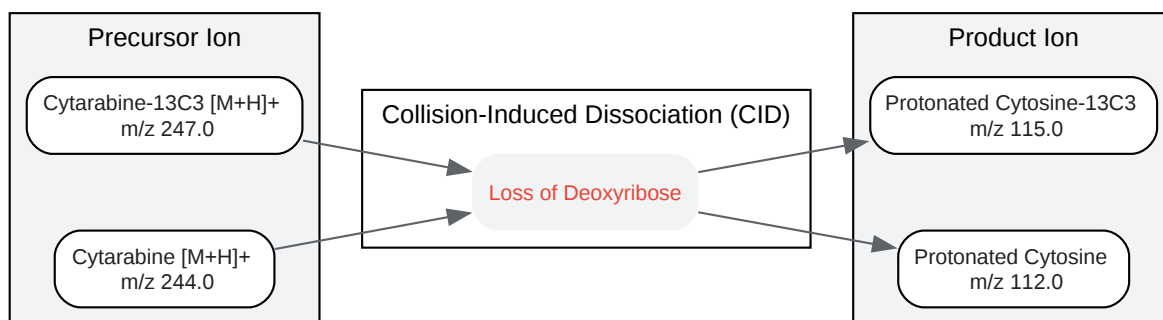 Precursor Ion
Cytarabine-13C3 [M+H]+
m/z 247.0
Cytarabine [M+H]+
m/z 244.0
Collision-Induced Dissociation (CID)
Loss of Deoxyribose
Product Ion
Protonated Cytosine-13C3
m/z 115.0
Protonated Cytosine
m/z 112.0